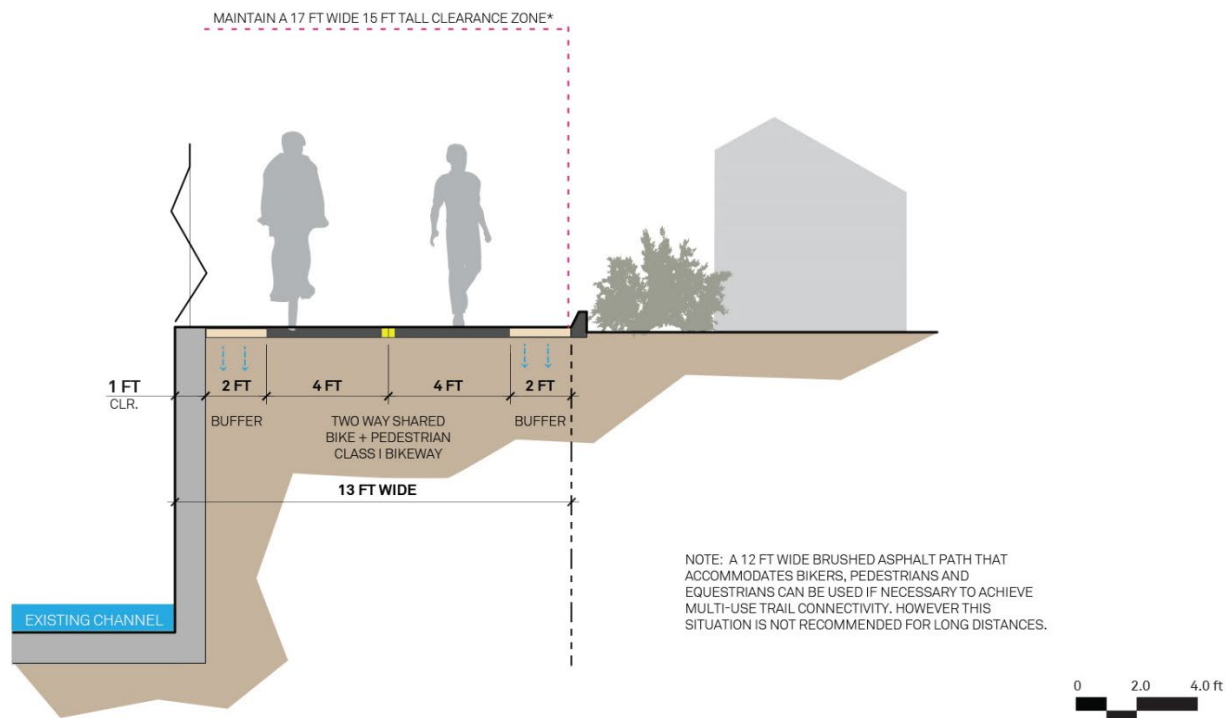 MAINTAIN A 17 FT WIDE 15 FT TALL CLEARANCE ZONE*
1 FT
CLR.
2 FT
4 FT
4 FT
2 FT
BUFFER
TWO WAY SHARED
BIKE + PEDESTRIAN
CLASS I BIKEWAY
BUFFER
13 FT WIDE
EXISTING CHANNEL
NOTE: A 12 FT WIDE BRUSHED ASPHALT PATH THAT
ACCOMMODATES BIKERS, PEDESTRIANS AND
EQUESTRIANS CAN BE USED IF NECESSARY TO ACHIEVE
MULTI-USE TRAIL CONNECTIVITY. HOWEVER THIS
SITUATION IS NOT RECOMMENDED FOR LONG DISTANCES.
0 2.0 4.0 ft